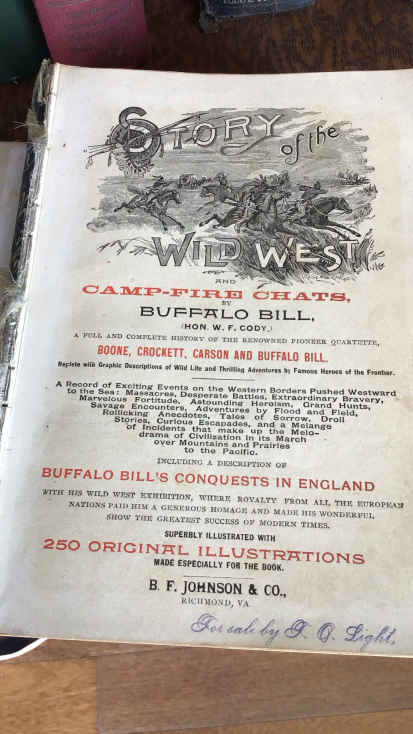 STORY of the
WILD WEST
AND
CAMP-FIRE CHATS,
BY
BUFFALO BILL,
(HON. W. F. CODY.)
A FULL AND COMPLETE HISTORY OF THE RENOWNED PIONEER QUARTETTE,
BOONE, CROCKETT, CARSON AND BUFFALO BILL.
Replete with Graphic Descriptions of Wild Life and Thrilling Adventures by Famous Heroes of the Frontier.
A Record of Exciting Events on the Western Borders Pushed Westward
to the Sea: Massacres, Desperate Battles, Extraordinary Bravery,
Marvelous Fortitude, Astounding Heroism, Grand Hunts,
Savage Encounters, Adventures by Flood and Field,
Rollicking Anecdotes, Tales of Sorrow, Droll
Stories, Curious Escapades, and a Melange
of Incidents that make up the Melo-
drama of Civilization in its March
over Mountains and Prairies
to the Pacific.
INCLUDING A DESCRIPTION OF
BUFFALO BILL'S CONQUESTS IN ENGLAND
WITH HIS WILD WEST EXHIBITION, WHERE ROYALTY FROM ALL THE EUROPEAN
NATIONS PAID HIM A GENEROUS HOMAGE AND MADE HIS WONDERFUL
SHOW THE GREATEST SUCCESS OF MODERN TIMES.
SUPERBLY ILLUSTRATED WITH
250 ORIGINAL ILLUSTRATIONS
MADE ESPECIALLY FOR THE BOOK.
B. F. JOHNSON & CO.,
RICHMOND, VA.
For sale by T. Q. Light,